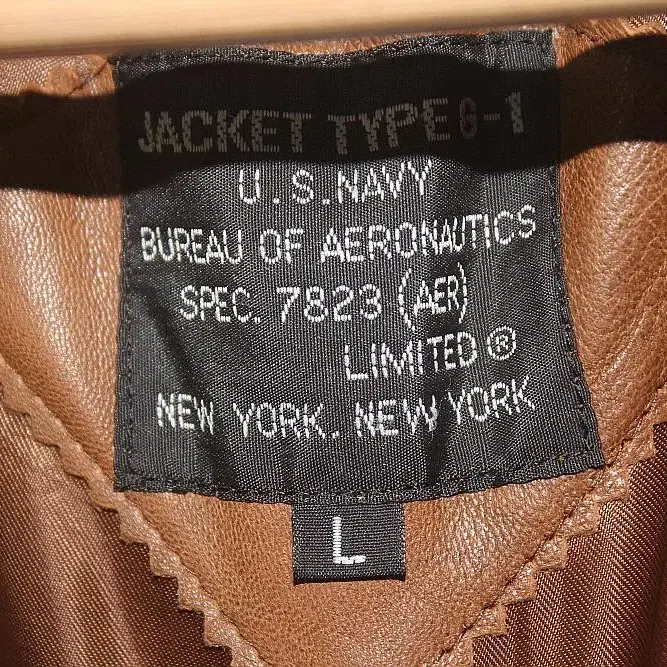 JACKET TYPE G-1
U.S.NAVY
BUREAU OF AERONAUTICS
SPEC. 7823 (AER)
LIMITED ®
NEW YORK. NEW YORK
L